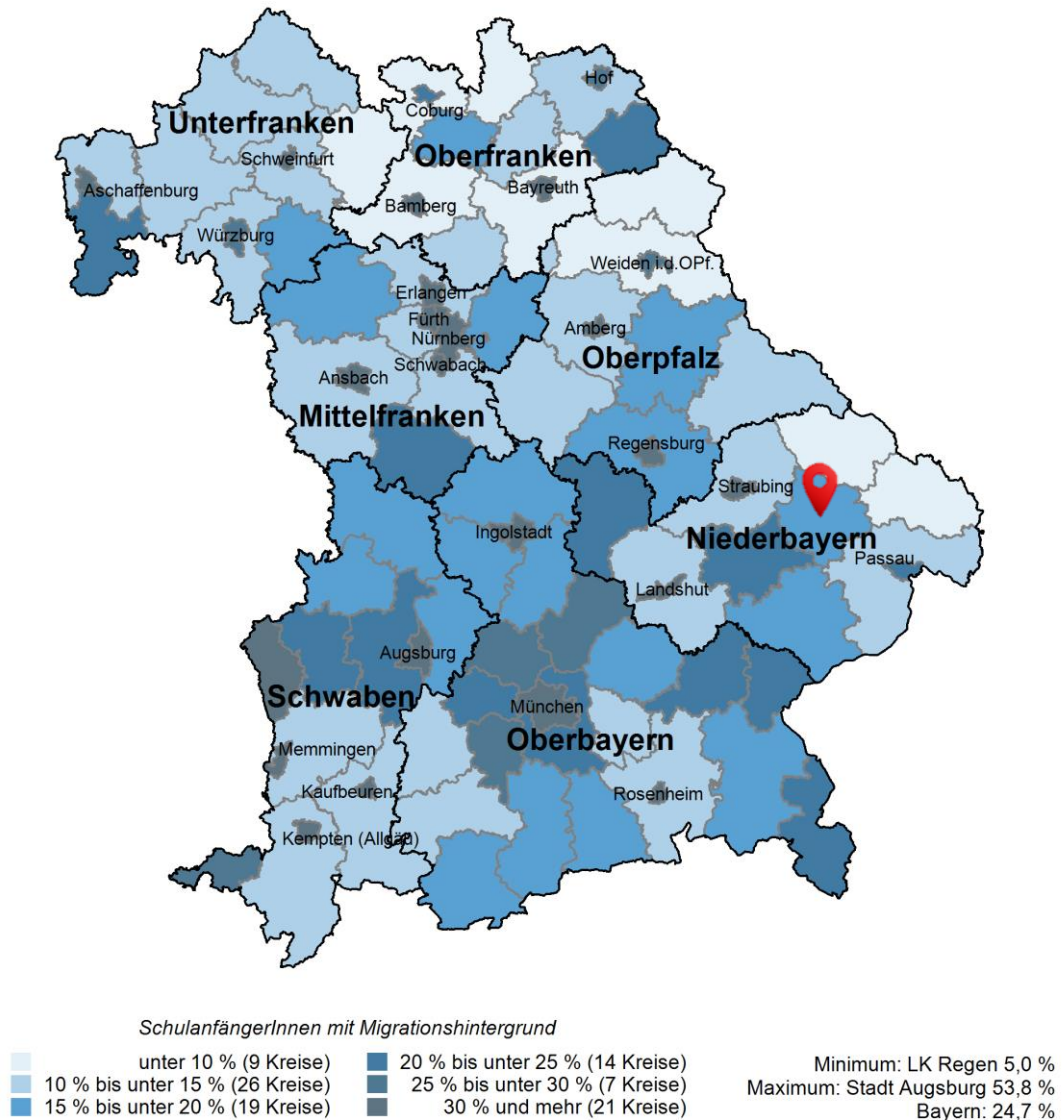 Hof
Coburg
Unterfranken
Oberfranken
Schweinfurt
Aschaffenburg
Bayreuth
Bamberg
Würzburg
Weiden i.d.OPf.
Erlangen
Fürth
Amberg
Nürnberg
Oberpfalz
Schwabach
Ansbach
Mittelfranken
Regensburg
Straubing
Ingolstadt
Niederbayern
Passau
Landshut
Augsburg
Schwaben
München
Oberbayern
Memmingen
Kaufbeuren
Rosenheim
Kempten (Allgäu)
SchulanfängerInnen mit Migrationshintergrund
unter 10 % (9 Kreise)
10 % bis unter 15 % (26 Kreise)
15 % bis unter 20 % (19 Kreise)
20 % bis unter 25 % (14 Kreise)
25 % bis unter 30 % (7 Kreise)
30 % und mehr (21 Kreise)
Minimum: LK Regen 5,0 %
Maximum: Stadt Augsburg 53,8 %
Bayern: 24,7 %